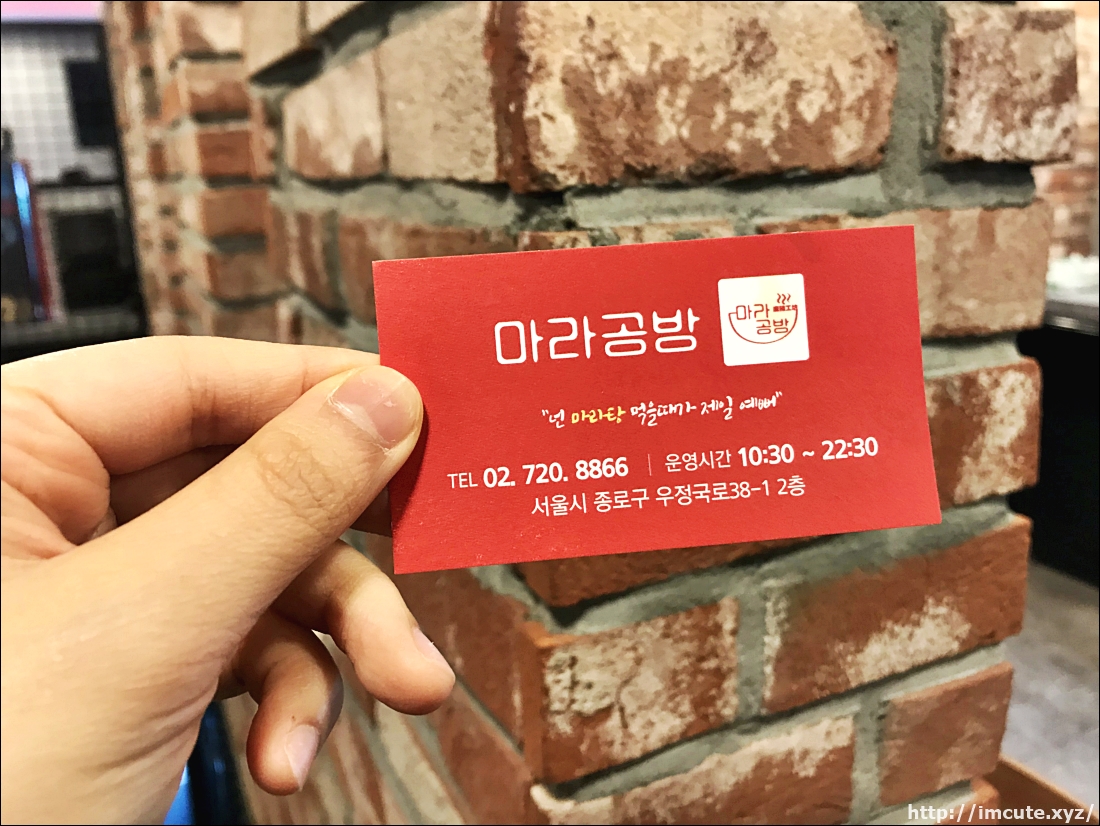 마라공방
마라
공방
"넌 마라탕 먹을때가 제일 예뻐"
TEL 02. 720. 8866 | 운영시간 10:30 ~ 22:30
서울시 종로구 우정국로38-1 2층
http://imcute.xyz/